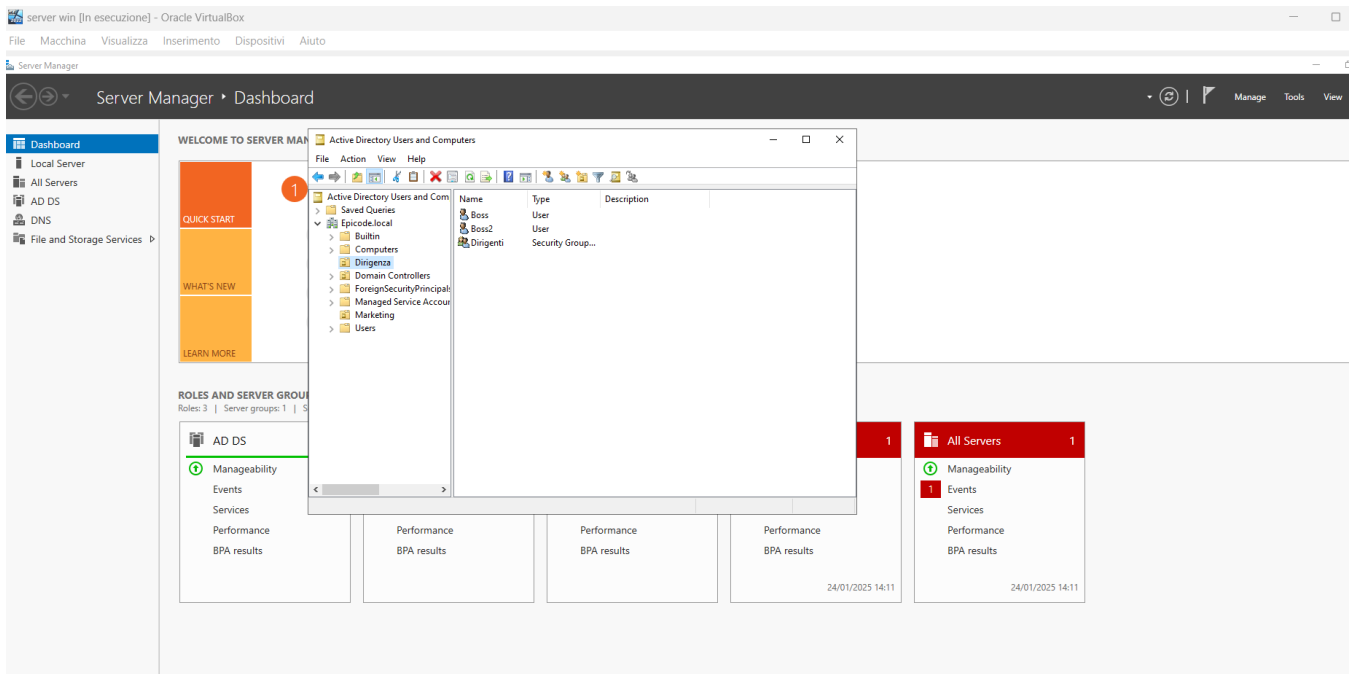 server win [In esecuzione] - Oracle VirtualBox
File Macchina Visualizza Inserimento Dispositivi Aiuto
Server Manager
Server Manager • Dashboard
Manage Tools View
Dashboard
Local Server
All Servers
AD DS
DNS
File and Storage Services
WELCOME TO SERVER MAN
QUICK START
WHAT'S NEW
LEARN MORE
1
Active Directory Users and Computers
File Action View Help
Active Directory Users and Com
Saved Queries
Epicode.local
Builtin
Computers
Dirigenza
Domain Controllers
ForeignSecurityPrincipals
Managed Service Accour
Marketing
Users
Name Type Description
Boss User
Boss2 User
Dirigenti Security Group...
ROLES AND SERVER GROUI
Roles: 3 | Server groups: 1 | S
AD DS
Manageability
Events
Services
Performance
BPA results
Performance
BPA results
Performance
BPA results
1
Performance
BPA results
24/01/2025 14:11
All Servers 1
Manageability
1 Events
Services
Performance
BPA results
24/01/2025 14:11